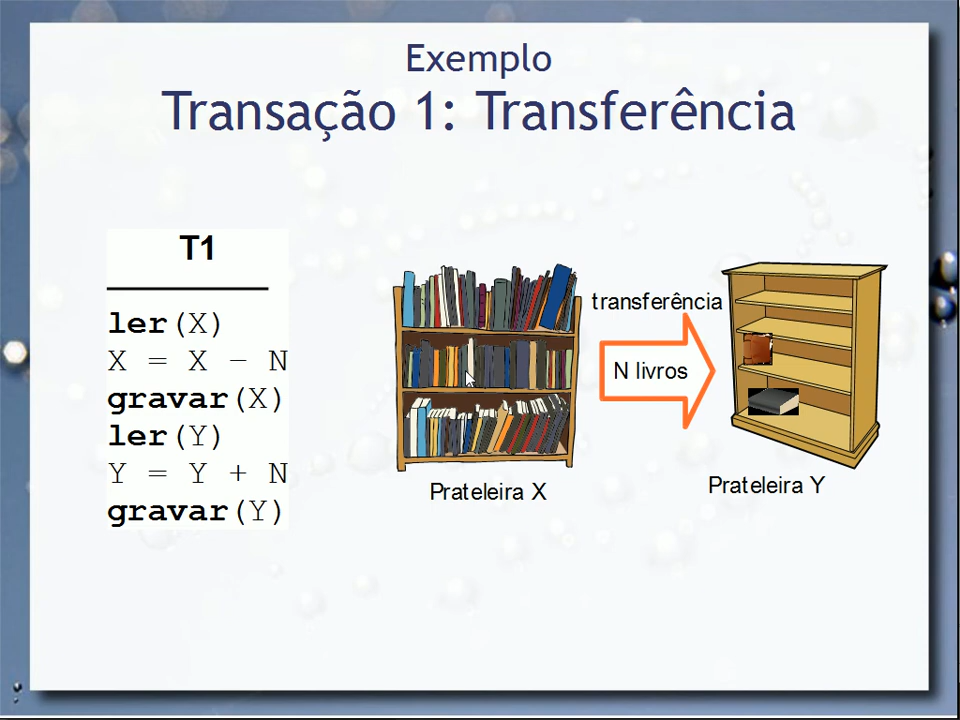 Exemplo
Transação 1: Transferência
T1
ler(X)
X = X − N
gravar(X)
ler(Y)
Y = Y + N
gravar(Y)
transferência
N livros
Prateleira X
Prateleira Y